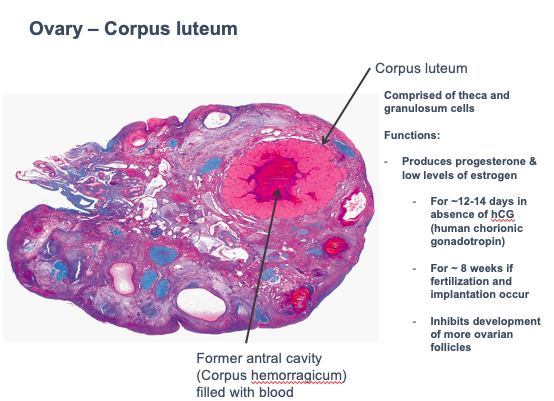 Ovary – Corpus luteum
Corpus luteum
Comprised of theca and
granulosum cells
Functions:
- Produces progesterone &
low levels of estrogen
- For ~12-14 days in
absence of hCG
(human chorionic
gonadotropin)
- For ~ 8 weeks if
fertilization and
implantation occur
- Inhibits development
of more ovarian
follicles
Former antral cavity
(Corpus hemorragicum)
filled with blood